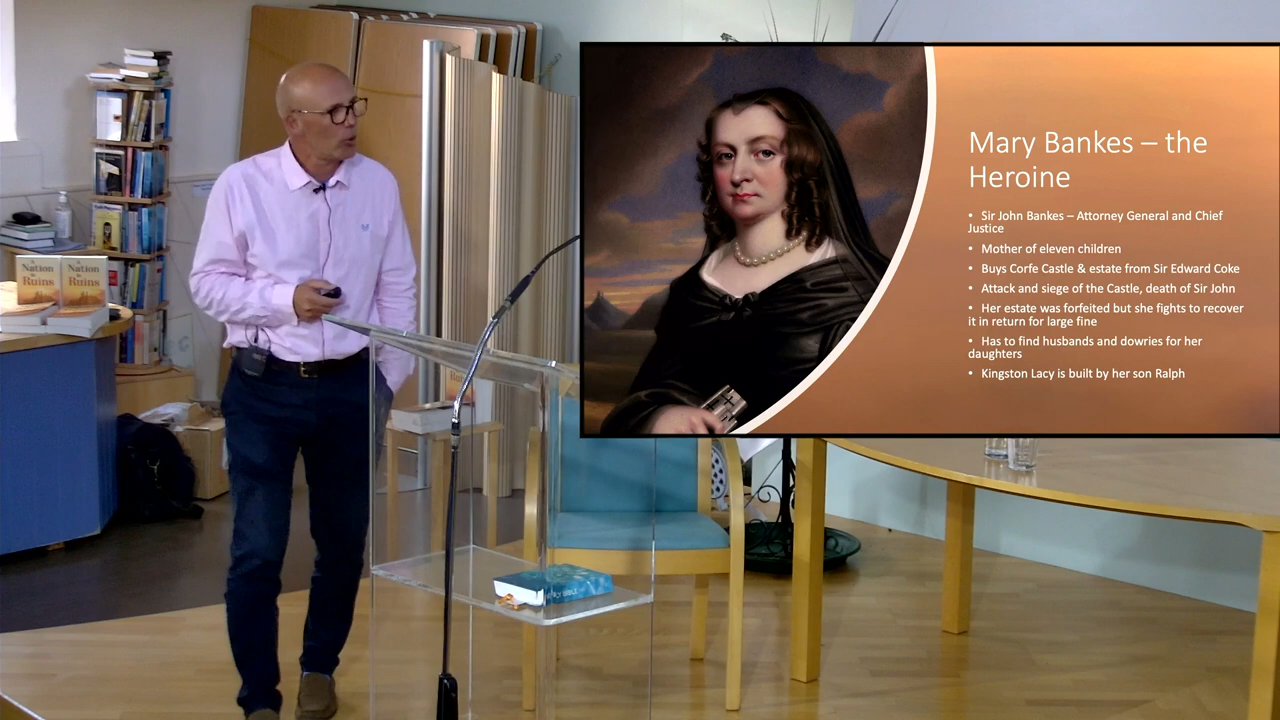 Mary Bankes – the
Heroine
• Sir John Bankes – Attorney General and Chief
Justice
• Mother of eleven children
• Buys Corfe Castle & estate from Sir Edward Coke
• Attack and siege of the Castle, death of Sir John
• Her estate was forfeited but she fights to recover
it in return for large fine
• Has to find husbands and dowries for her
daughters
• Kingston Lacy is built by her son Ralph
Nation
Ruins
Nation
Ruins
BIBLE